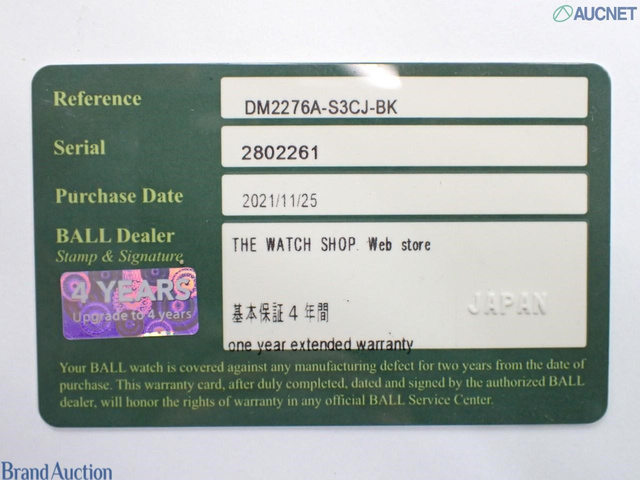 AUCNET
Reference DM2276A-S3CJ-BK
Serial 2802261
Purchase Date 2021/11/25
BALL Dealer
Stamp & Signature
THE WATCH SHOP. Web store
4 YEARS
Upgrade to 4 years
基本保証4年間
JAPAN
one year extended warranty
Your BALL watch is covered against any manufacturing defect for two years from the date of
purchase. This warranty card, after duly completed, dated and signed by the authorized BALL
dealer, will honor the rights of warranty in any official BALL Service Center.
Brand Auction